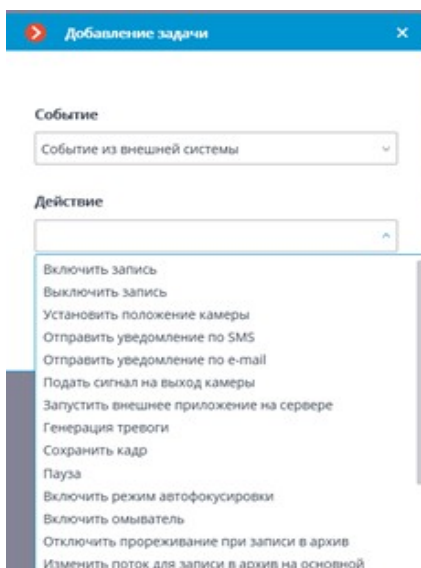 Добавление задачи
Событие
Событие из внешней системы
Действие
Включить запись
Выключить запись
Установить положение камеры
Отправить уведомление по SMS
Отправить уведомление по e-mail
Подать сигнал на выход камеры
Запустить внешнее приложение на сервере
Генерация тревоги
Сохранить кадр
Пауза
Включить режим автофокусировки
Включить омыватель
Отключить прореживание при записи в архив
Изменить поток для записи в архив на основной